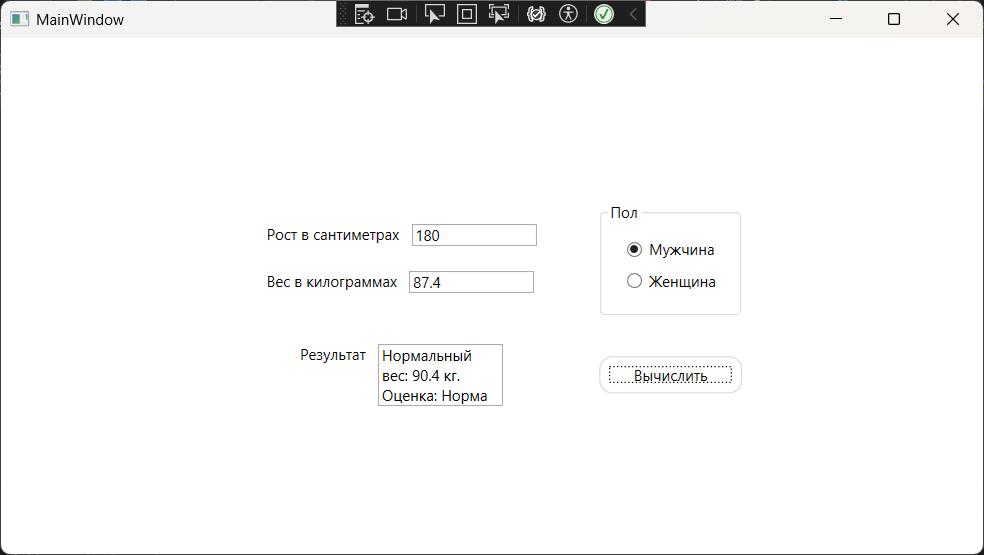 MainWindow
Рост в сантиметрах 180
Вес в килограммах 87.4
Пол
Мужчина
Женщина
Результат
Нормальный
вес: 90.4 кг.
Оценка: Норма
Вычислить